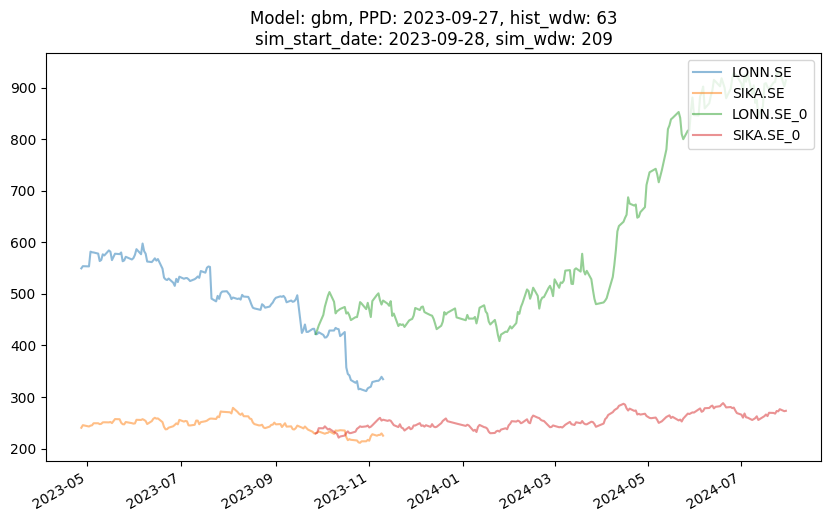 Model: gbm, PPD: 2023-09-27, hist_wdw: 63
sim_start_date: 2023-09-28, sim_wdw: 209
LONN.SE
SIKA.SE
LONN.SE_0
SIKA.SE_0
900
800
700
600
500
400
300
200
2023-05
2023-07
2023-09
2023-11
2024-01
2024-03
2024-05
2024-07